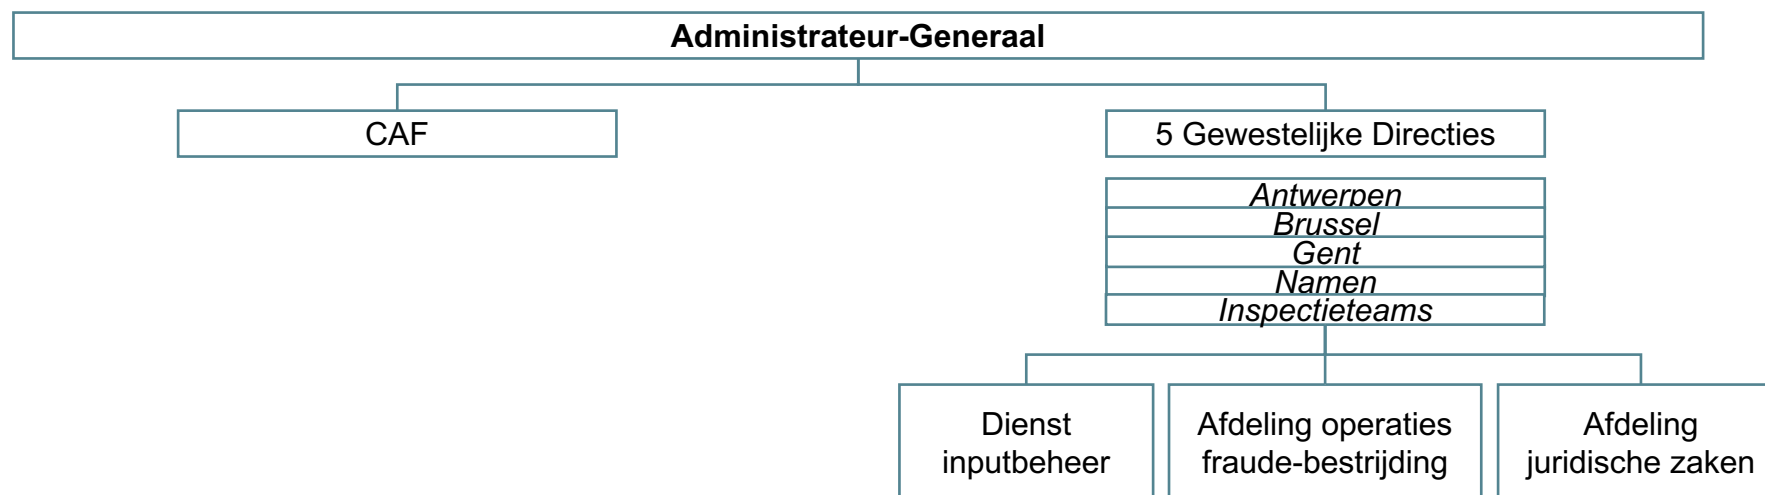 Administrateur-Generaal
CAF
5 Gewestelijke Directies
Antwerpen
Brussel
Gent
Namen
Inspectieteams
Dienst
inputbeheer
Afdeling operaties
fraude-bestrijding
Afdeling
juridische zaken